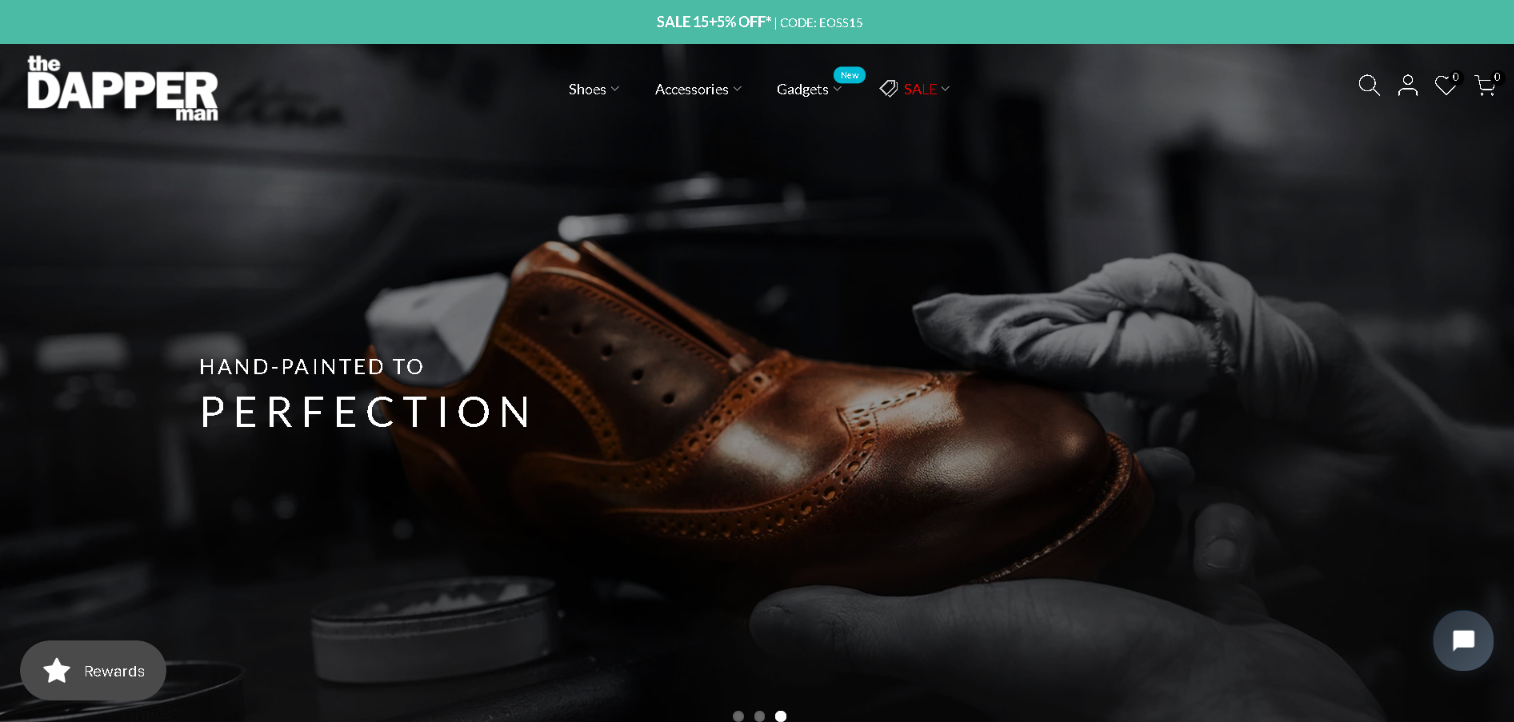 SALE 15+5% OFF* | CODE: EOSS15
the
DAPPER
man
Shoes
Accessories
Gadgets
New
SALE
0
0
HAND-PAINTED TO
PERFECTION
Rewards